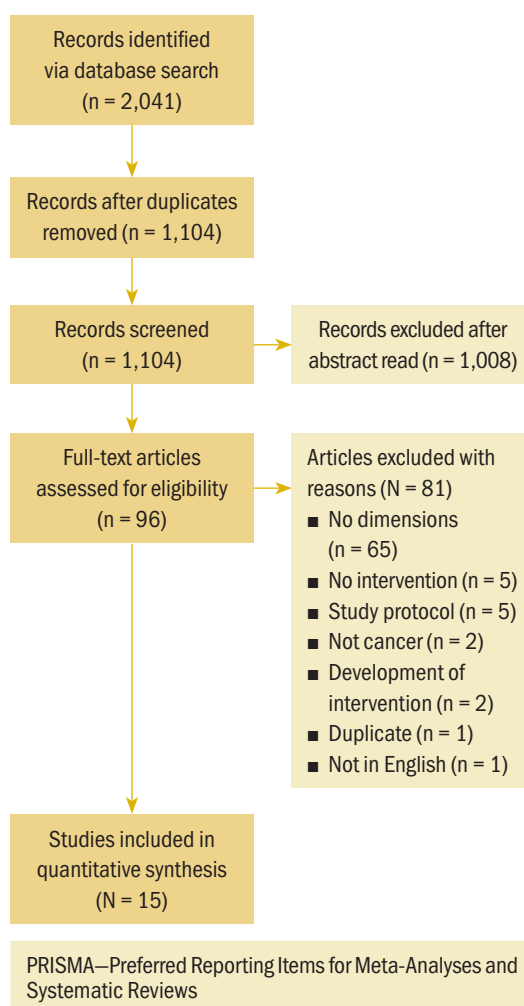 Records identified
via database search
(n = 2,041)
Records after duplicates
removed (n = 1,104)
Records screened
(n = 1,104)
Records excluded after
abstract read (n = 1,008)
Full-text articles
assessed for eligibility
(n = 96)
Articles excluded with
reasons (N = 81)
■ No dimensions
(n = 65)
■ No intervention (n = 5)
■ Study protocol (n = 5)
■ Not cancer (n = 2)
■ Development of
intervention (n = 2)
■ Duplicate (n = 1)
■ Not in English (n = 1)
Studies included in
quantitative synthesis
(N = 15)
PRISMA—Preferred Reporting Items for Meta-Analyses and
Systematic Reviews